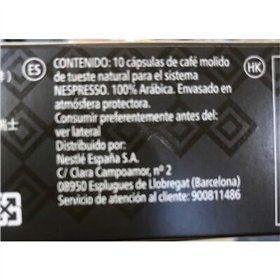 ES
HK
CONTENIDO: 10 cápsulas de café molido
de tueste natural para el sistema
NESPRESSO. 100% Arábica. Envasado en
atmósfera protectora.
Consumir preferentemente antes del:
ver lateral
Distribuido por:
Nestlé España S.A.
C/ Clara Campoamor, nº 2
08950 Esplugues de Llobregat (Barcelona)
Servicio de atención al cliente: 900811486